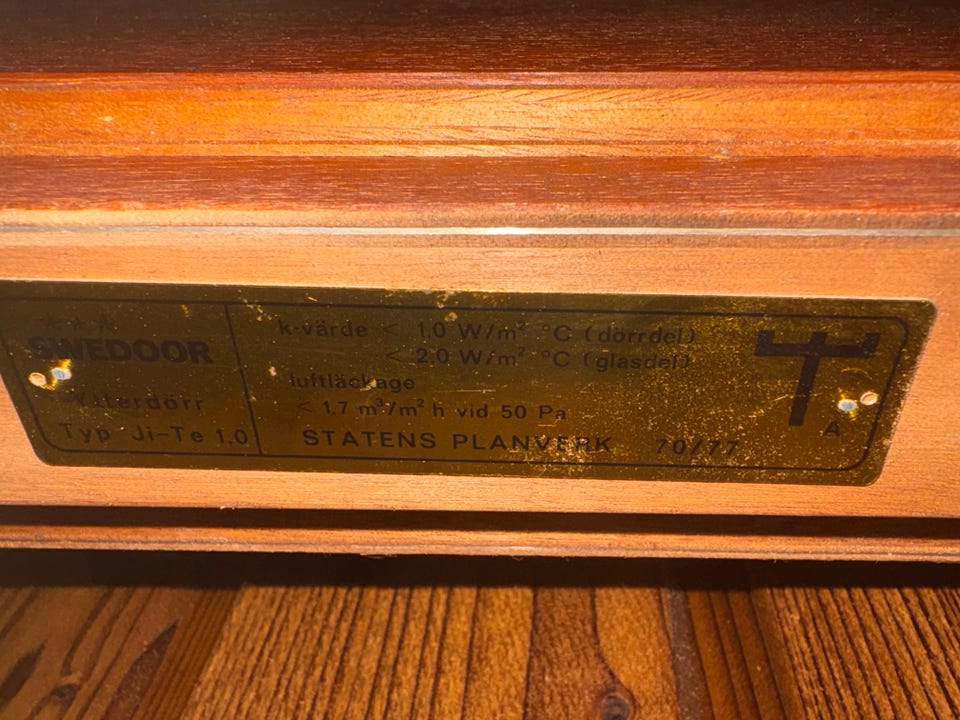 SWEDOOR
Ytterdörr
Typ Ji-Te 1.0
k-värde < 1,0 W/m² °C (dörrdel)
< 2,0 W/m² °C (glasdel)
luftläckage
< 1,7 m³/m² h vid 50 Pa
STATENS PLANVERK 70/77
A